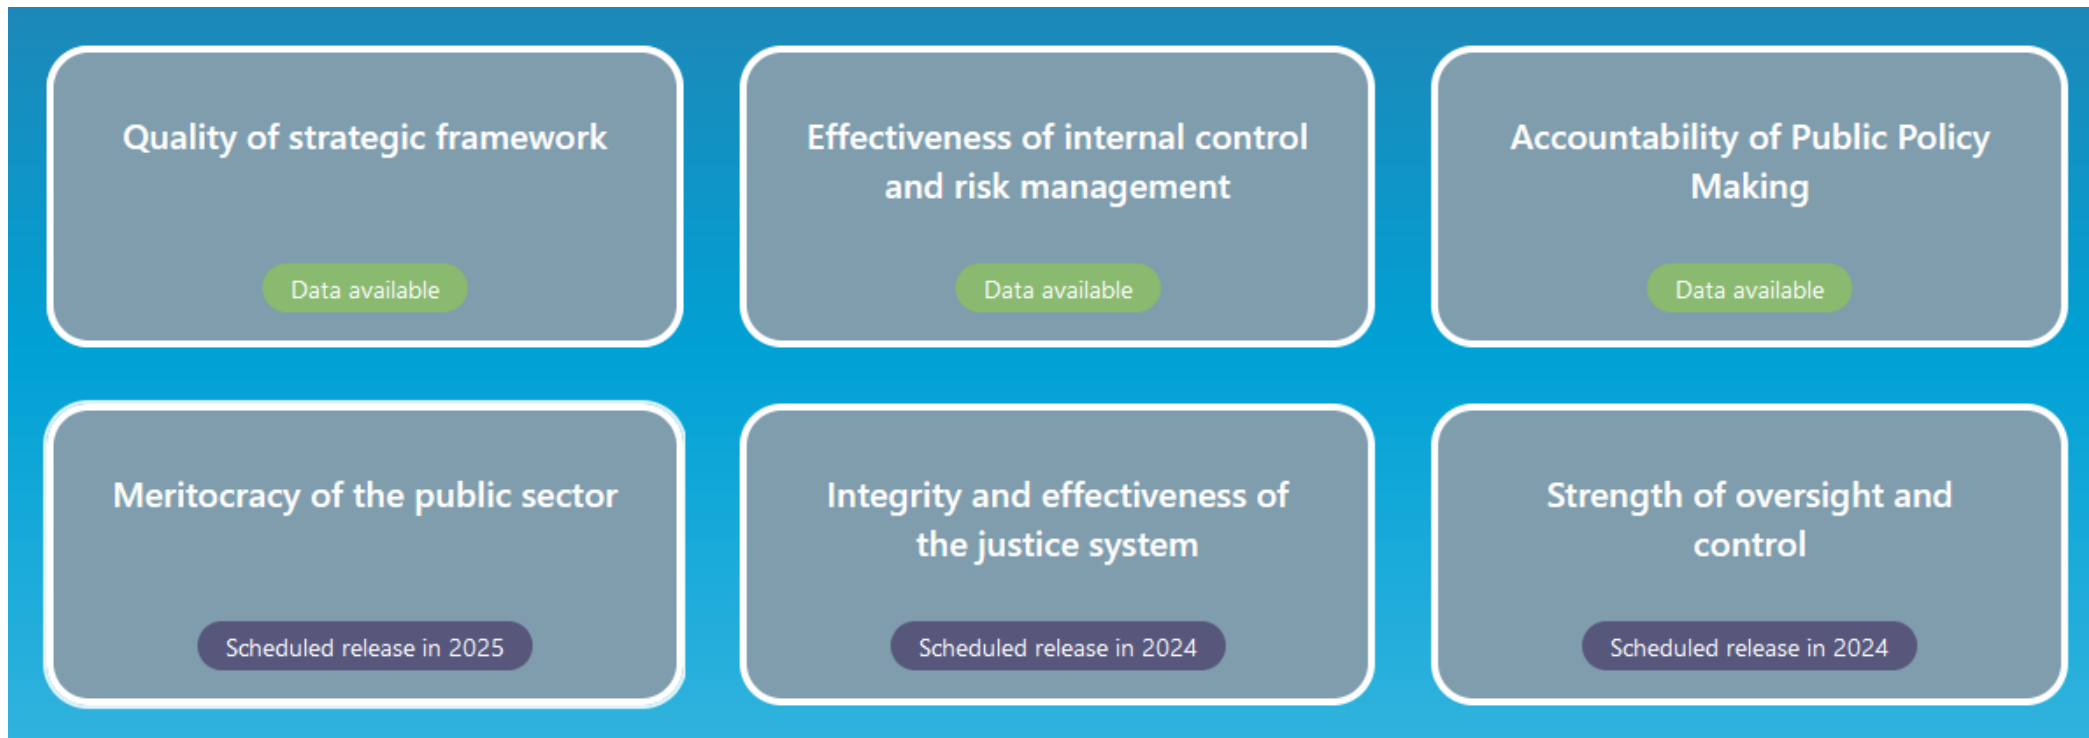 Quality of strategic framework
Data available
Effectiveness of internal control
and risk management
Data available
Accountability of Public Policy
Making
Data available
Meritocracy of the public sector
Scheduled release in 2025
Integrity and effectiveness of
the justice system
Scheduled release in 2024
Strength of oversight and
control
Scheduled release in 2024